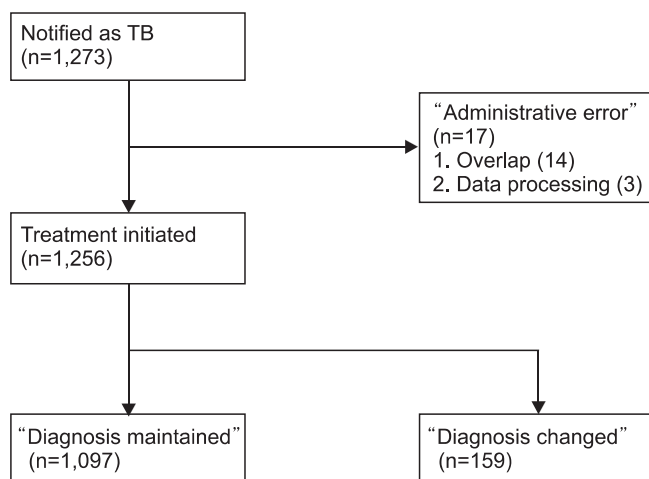 Notified as TB
(n=1,273)
“Administrative error”
(n=17)
1. Overlap (14)
2. Data processing (3)
Treatment initiated
(n=1,256)
“Diagnosis maintained”
(n=1,097)
“Diagnosis changed”
(n=159)